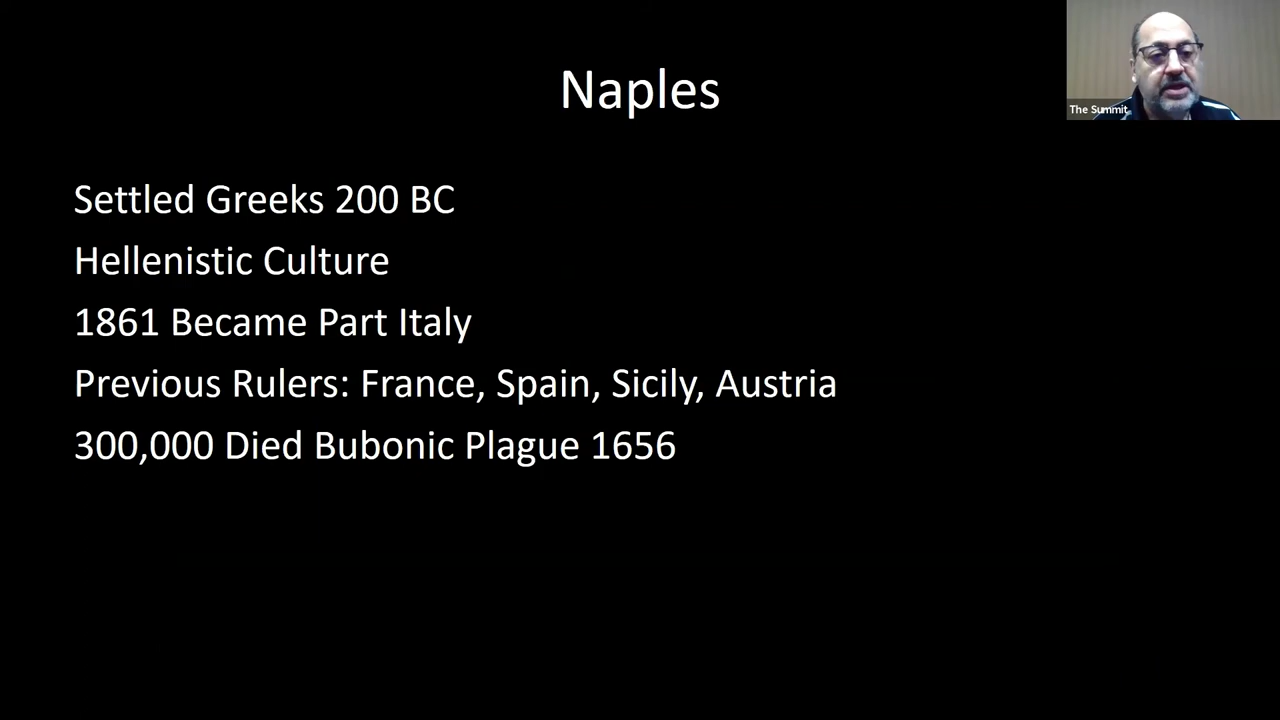 Naples
The Summit
Settled Greeks 200 BC
Hellenistic Culture
1861 Became Part Italy
Previous Rulers: France, Spain, Sicily, Austria
300,000 Died Bubonic Plague 1656